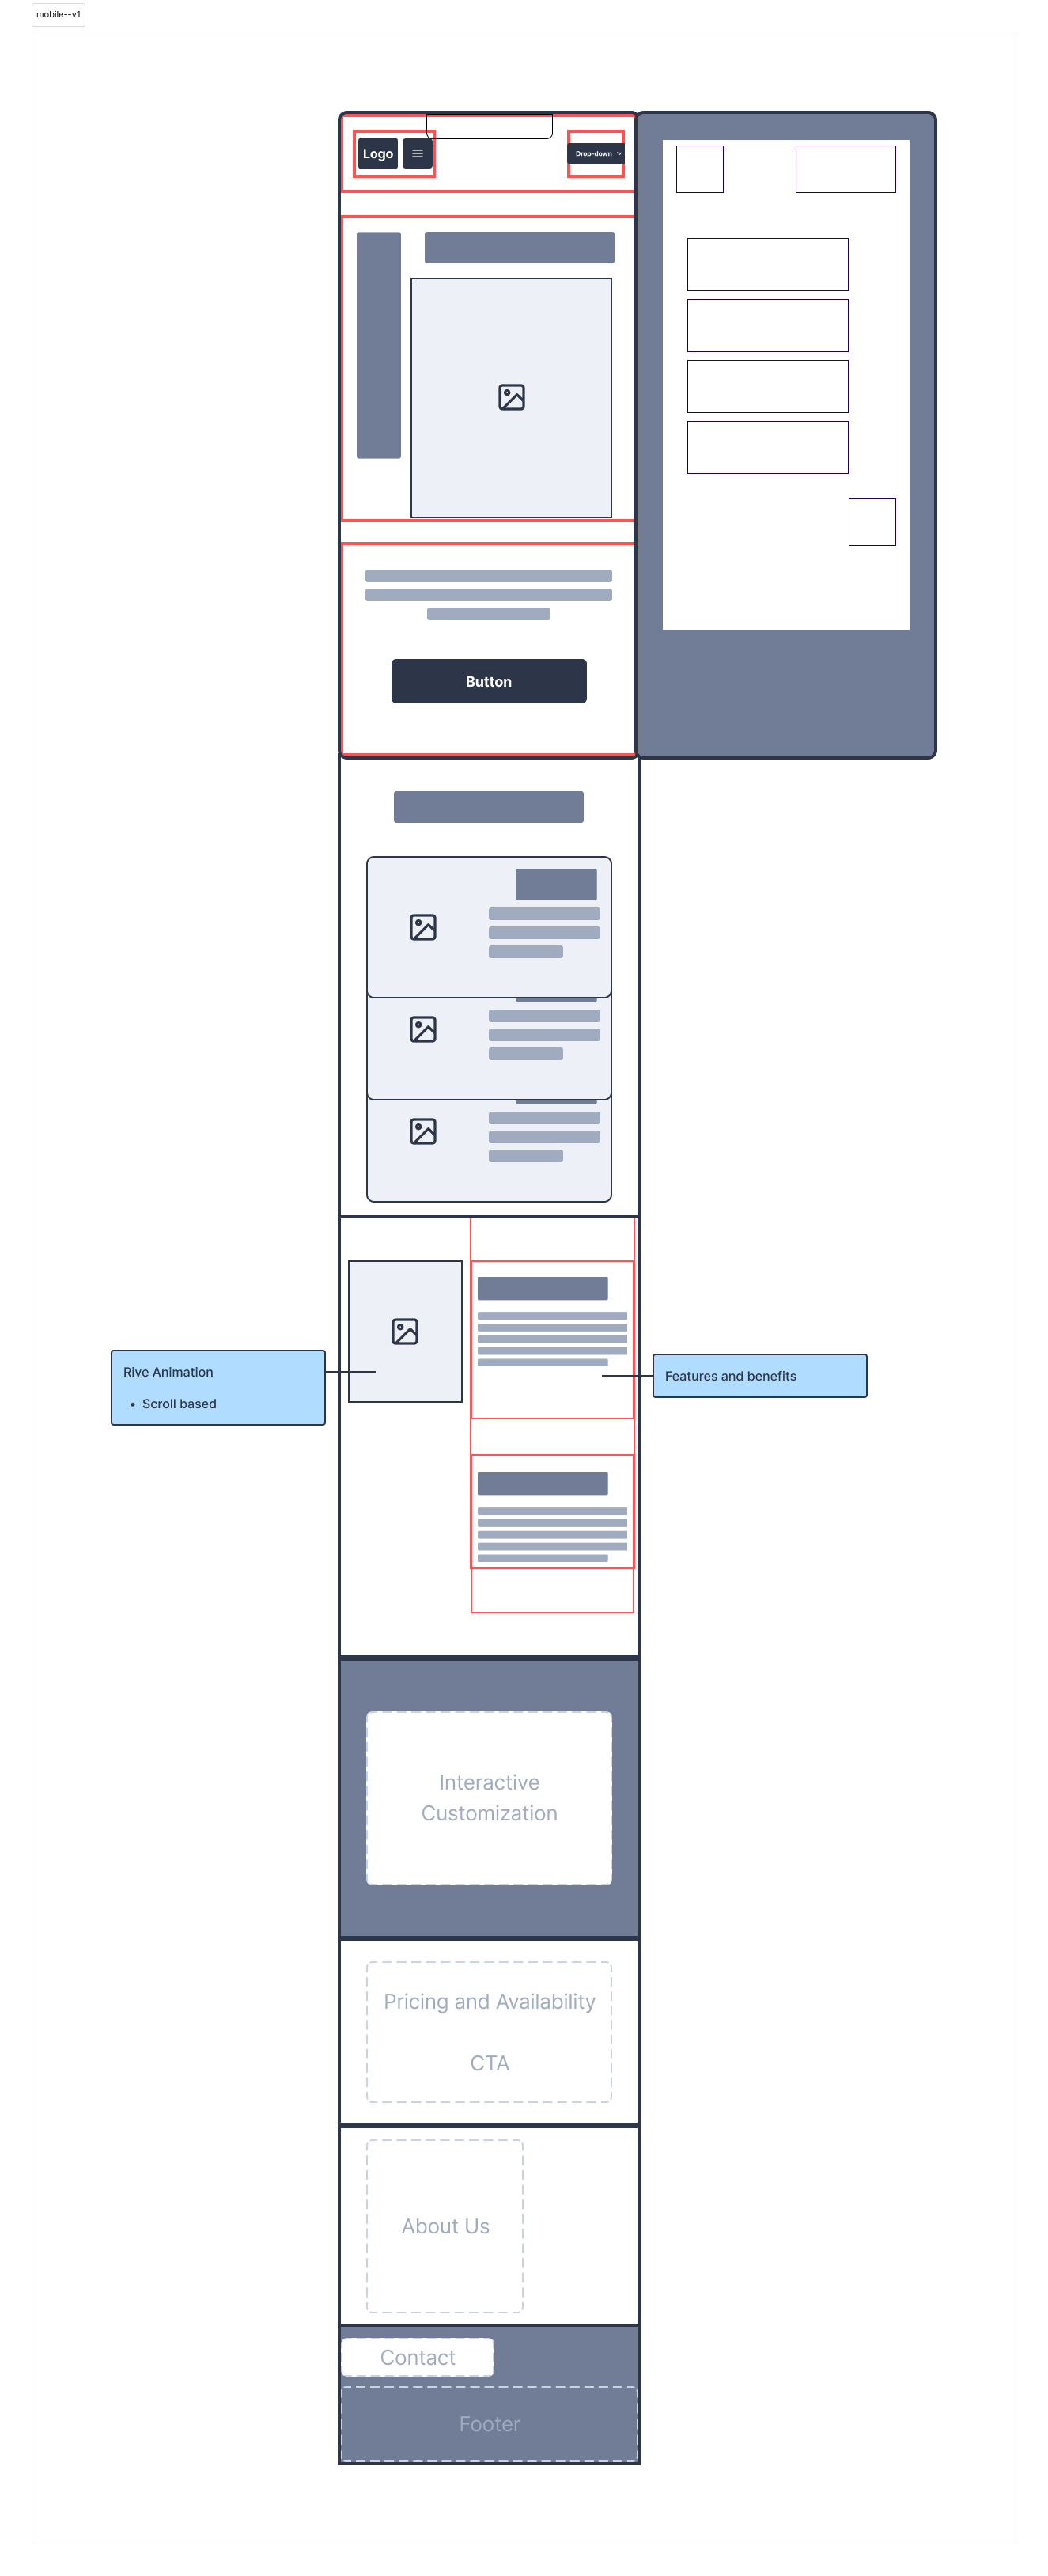 mobile--v1
Logo
Drop-down
Button
Rive Animation
• Scroll based
Features and benefits
Interactive
Customization
Pricing and Availability
CTA
About Us
Contact
Footer